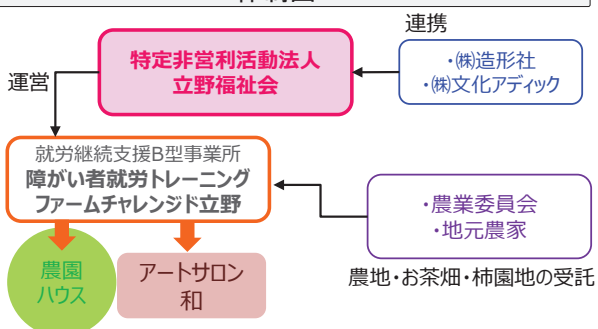 連携
特定非営利活動法人
立野福祉会
・㈱造形社
・㈱文化アディック
運営
就労継続支援B型事業所
障がい者就労トレーニング
ファームチャレンジド立野
・農業委員会
・地元農家
農園
ハウス
アートサロン
和
農地・お茶畑・柿園地の受託